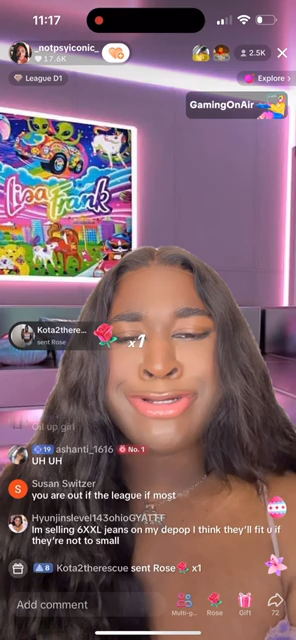 11:17
_notpsyiconic_
17.6K
2.5K
League D1
Explore >
GamingOnAir
Lisa
Frank
Kota2there...
sent Rose
x1
up girl
19 ashanti_1616 No. 1
UH UH
S
Susan Switzer
you are out if the league if most
Hyunjinslevel143ohioGYATTF
Im selling 6XXL jeans on my depop I think they'll fit u if
they're not to small
8 Kota2therescue sent Rose x1
Add comment
Multi-g...
Rose
Gift
72